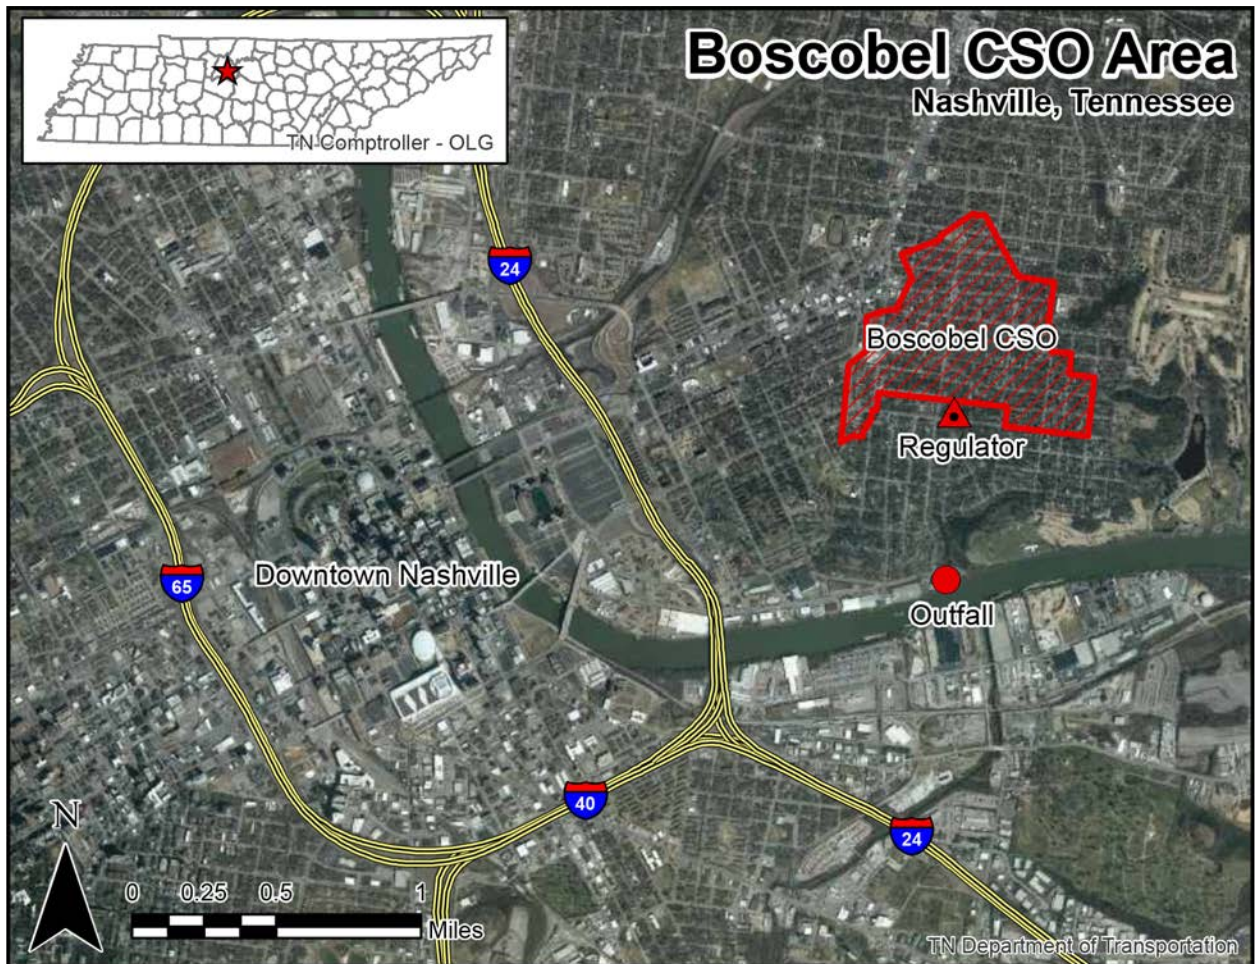 Boscobel CSO Area
Nashville, Tennessee
TN Comptroller - OLG
24
Boscobel CSO
Regulator
65
Downtown Nashville
Outfall
40
24
N
0 0.25 0.5 1
Miles
TN Department of Transportation